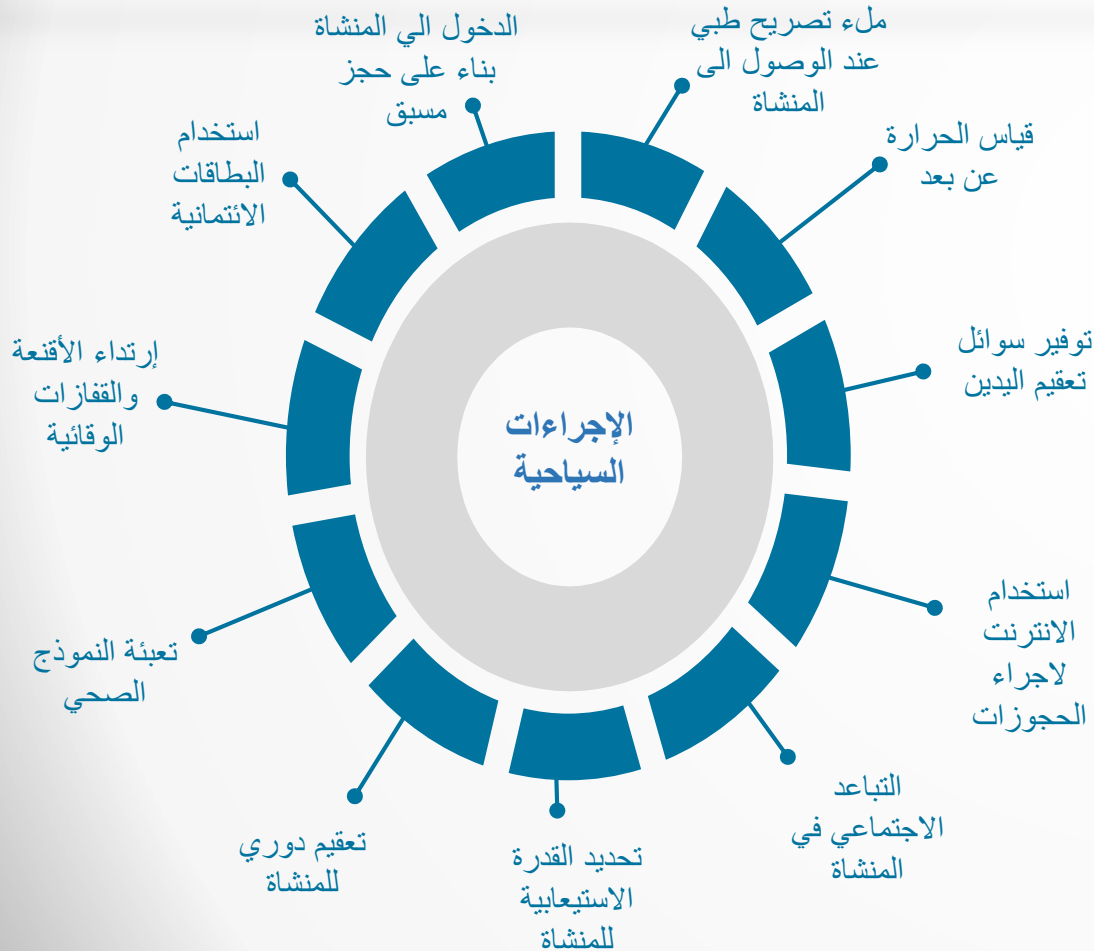 ملء تصريح طبي
عند الوصول الى
المنشاة
قياس الحرارة
عن بعد
توفير سوائل
تعقيم اليدين
استخدام
الانترنت
لاجراء
الحجوزات
التباعد
الاجتماعي في
المنشاة
تحديد القدرة
الاستيعابية
للمنشاة
تعقيم دوري
للمنشاة
تعبئة النموذج
الصحي
إرتداء الأقنعة
والقفازات
الوقائية
استخدام
البطاقات
الائتمانية
الدخول الي المنشاة
بناء على حجز
مسبق
الإجراءات
السياحية